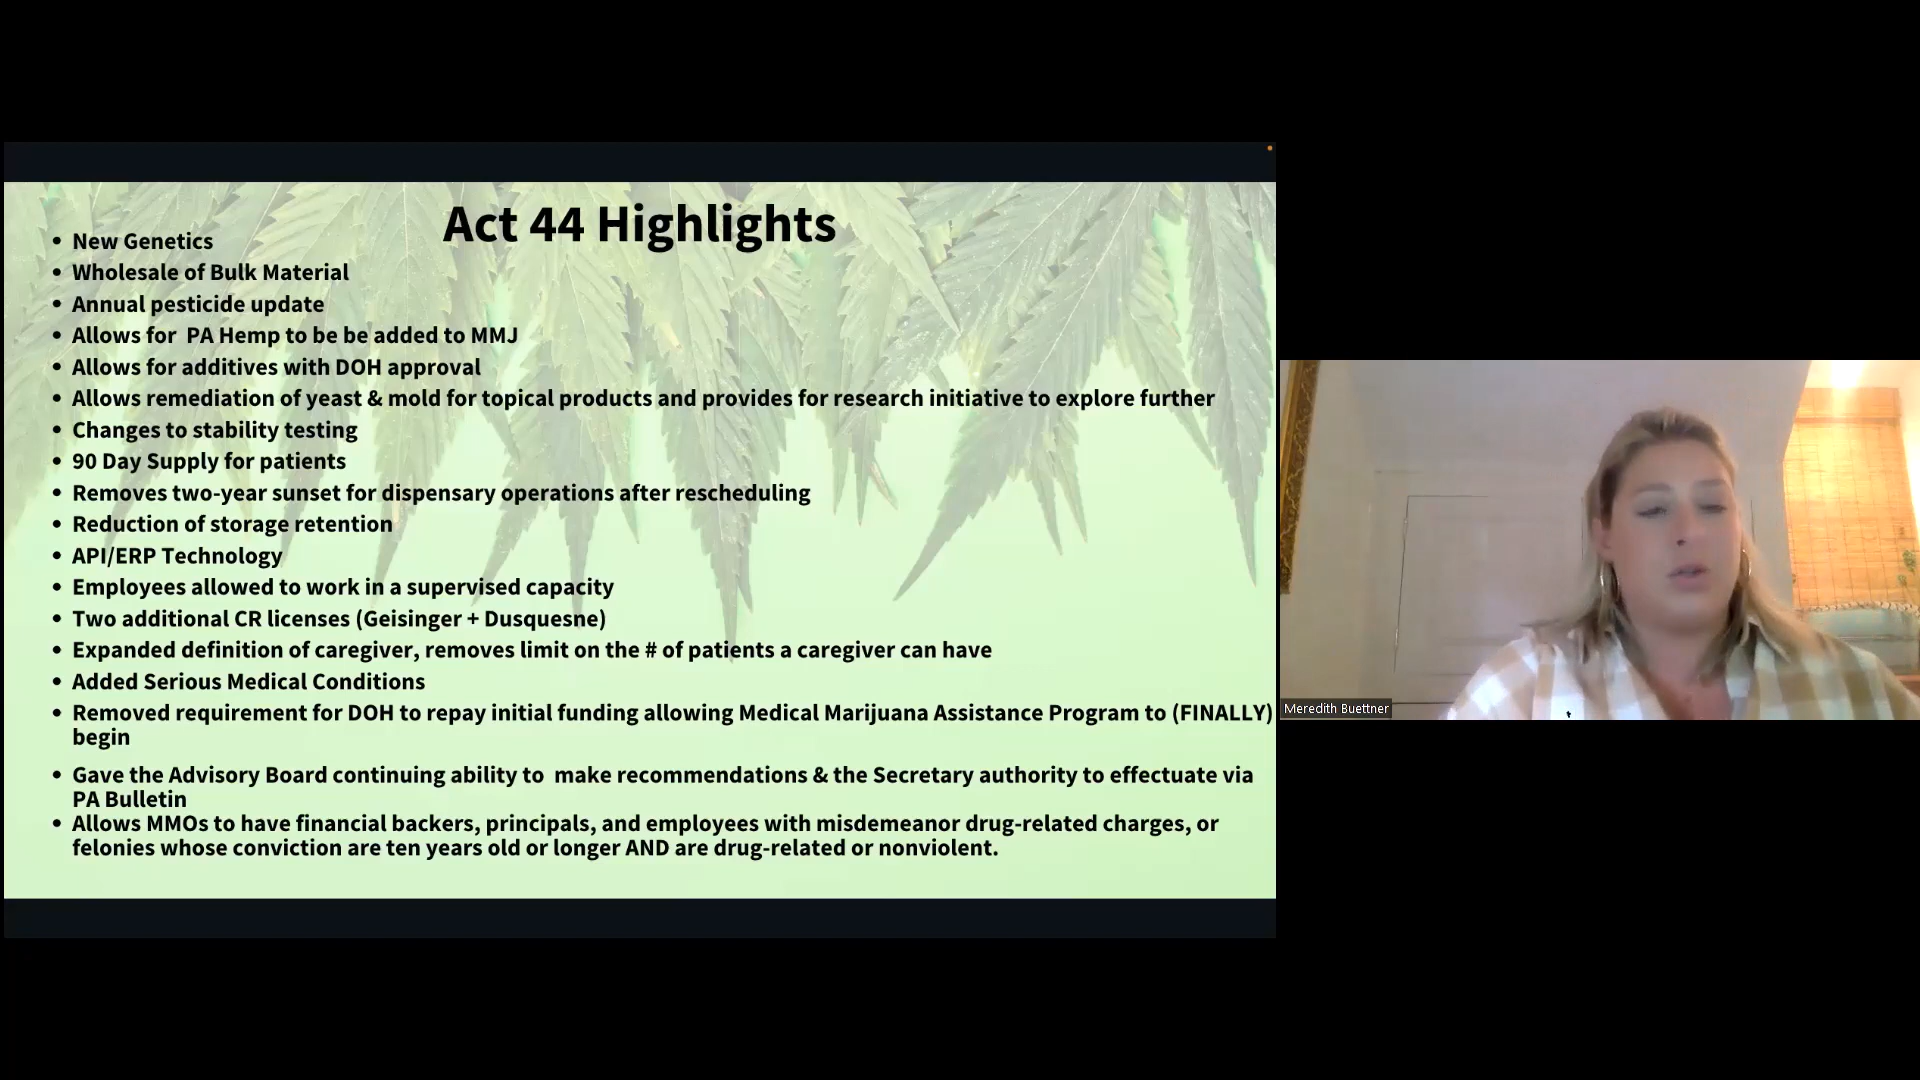 Act 44 Highlights
• New Genetics
• Wholesale of Bulk Material
• Annual pesticide update
• Allows for  PA Hemp to be be added to MMJ
• Allows for additives with DOH approval
• Allows remediation of yeast & mold for topical products and provides for research initiative to explore further
• Changes to stability testing
• 90 Day Supply for patients
• Removes two-year sunset for dispensary operations after rescheduling
• Reduction of storage retention
• API/ERP Technology
• Employees allowed to work in a supervised capacity
• Two additional CR licenses (Geisinger + Dusquesne)
• Expanded definition of caregiver, removes limit on the # of patients a caregiver can have
• Added Serious Medical Conditions
• Removed requirement for DOH to repay initial funding allowing Medical Marijuana Assistance Program to (FINALLY)
begin
• Gave the Advisory Board continuing ability to  make recommendations & the Secretary authority to effectuate via
PA Bulletin
• Allows MMOs to have financial backers, principals, and employees with misdemeanor drug-related charges, or
felonies whose conviction are ten years old or longer AND are drug-related or nonviolent.
Meredith Buettner